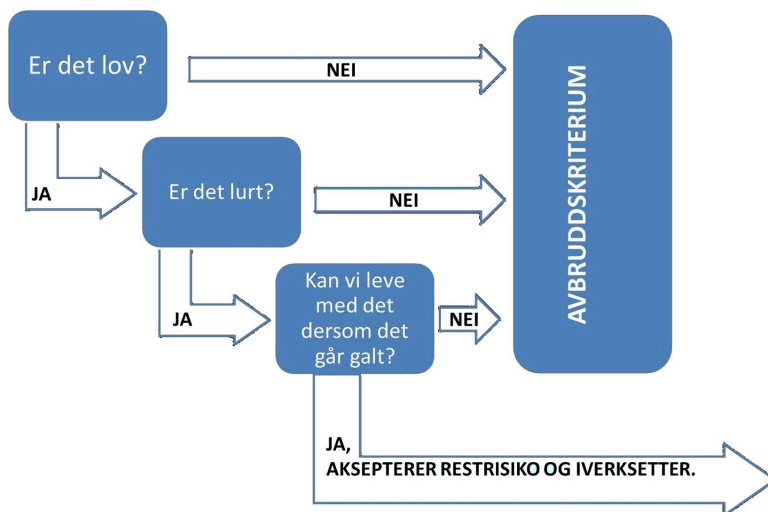 Er det lov?
NEI
AVBRUDDSKRITERIUM
JA
Er det lurt?
NEI
JA
Kan vi leve
med det
dersom det
går galt?
NEI
JA,
AKSEPTERER RESTRISIKO OG IVERKSETTER.